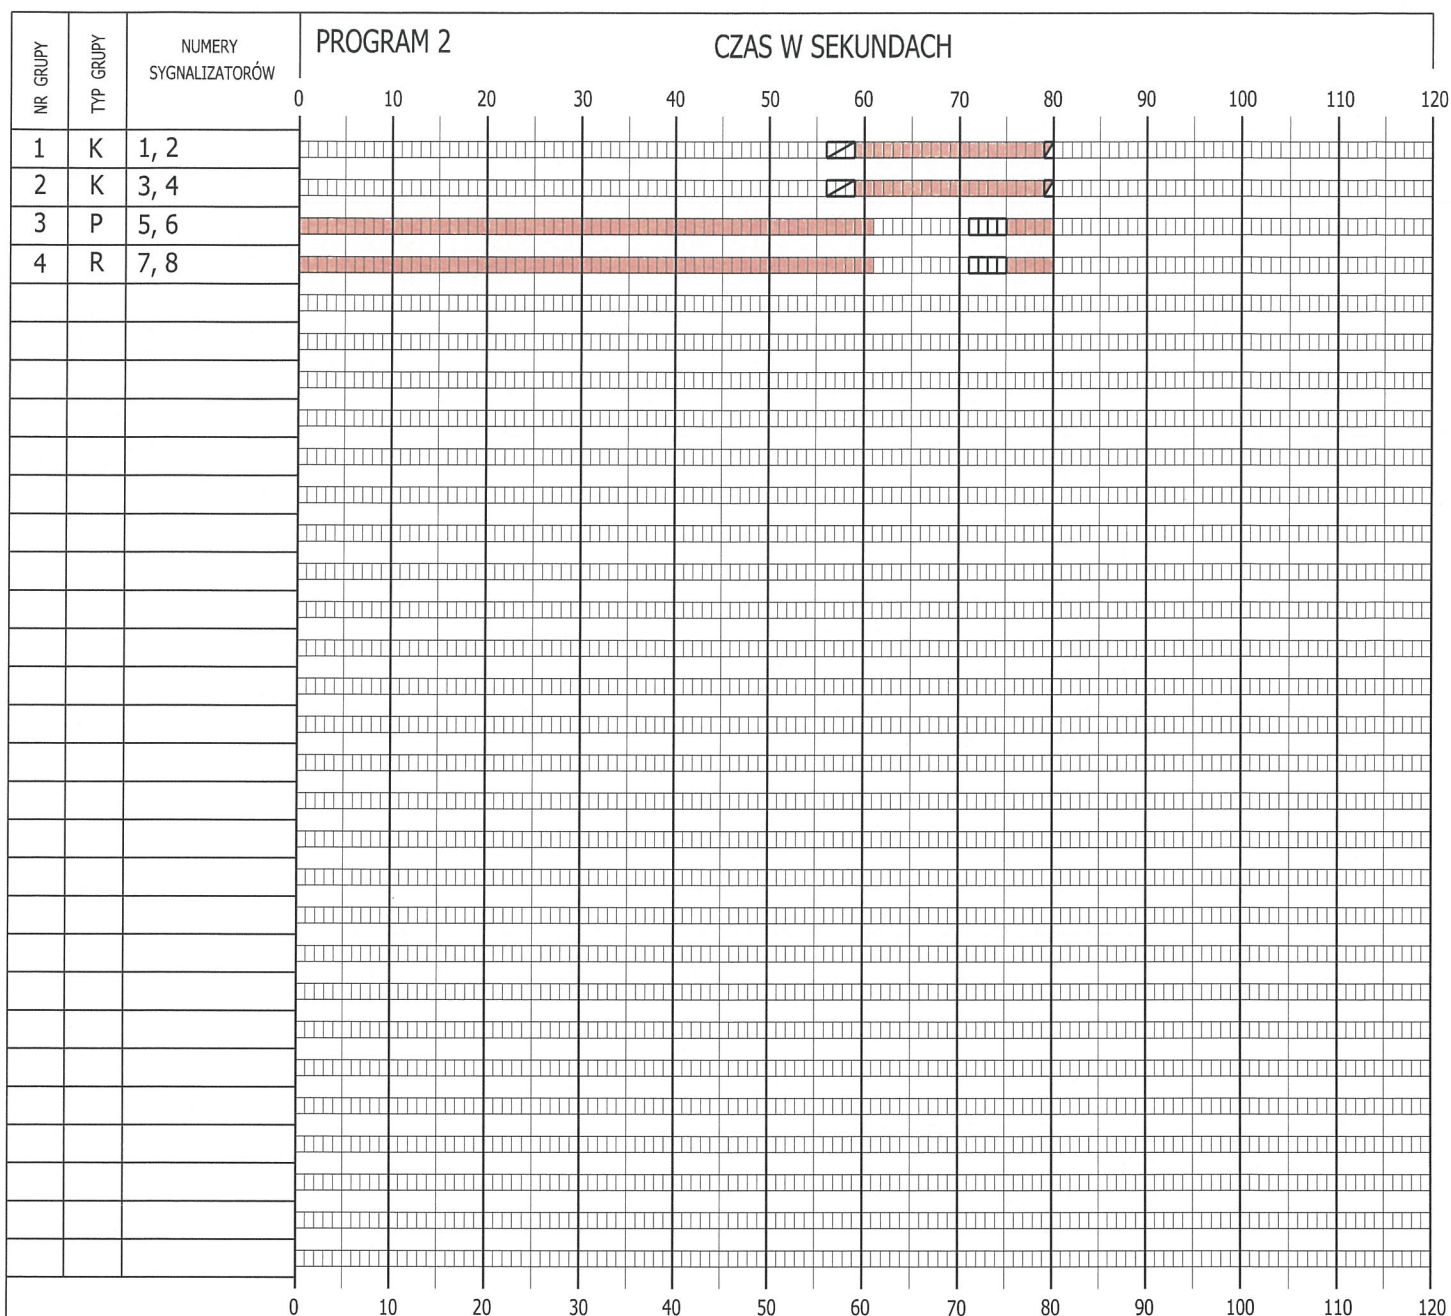 NR GRUPY
TYP GRUPY
NUMERY
SYGNALIZATORÓW
PROGRAM 2
CZAS W SEKUNDACH
0 10 20 30 40 50 60 70 80 90 100 110 120
1 K 1, 2
2 K 3, 4
3 P 5, 6
4 R 7, 8
0 10 20 30 40 50 60 70 80 90 100 110 120